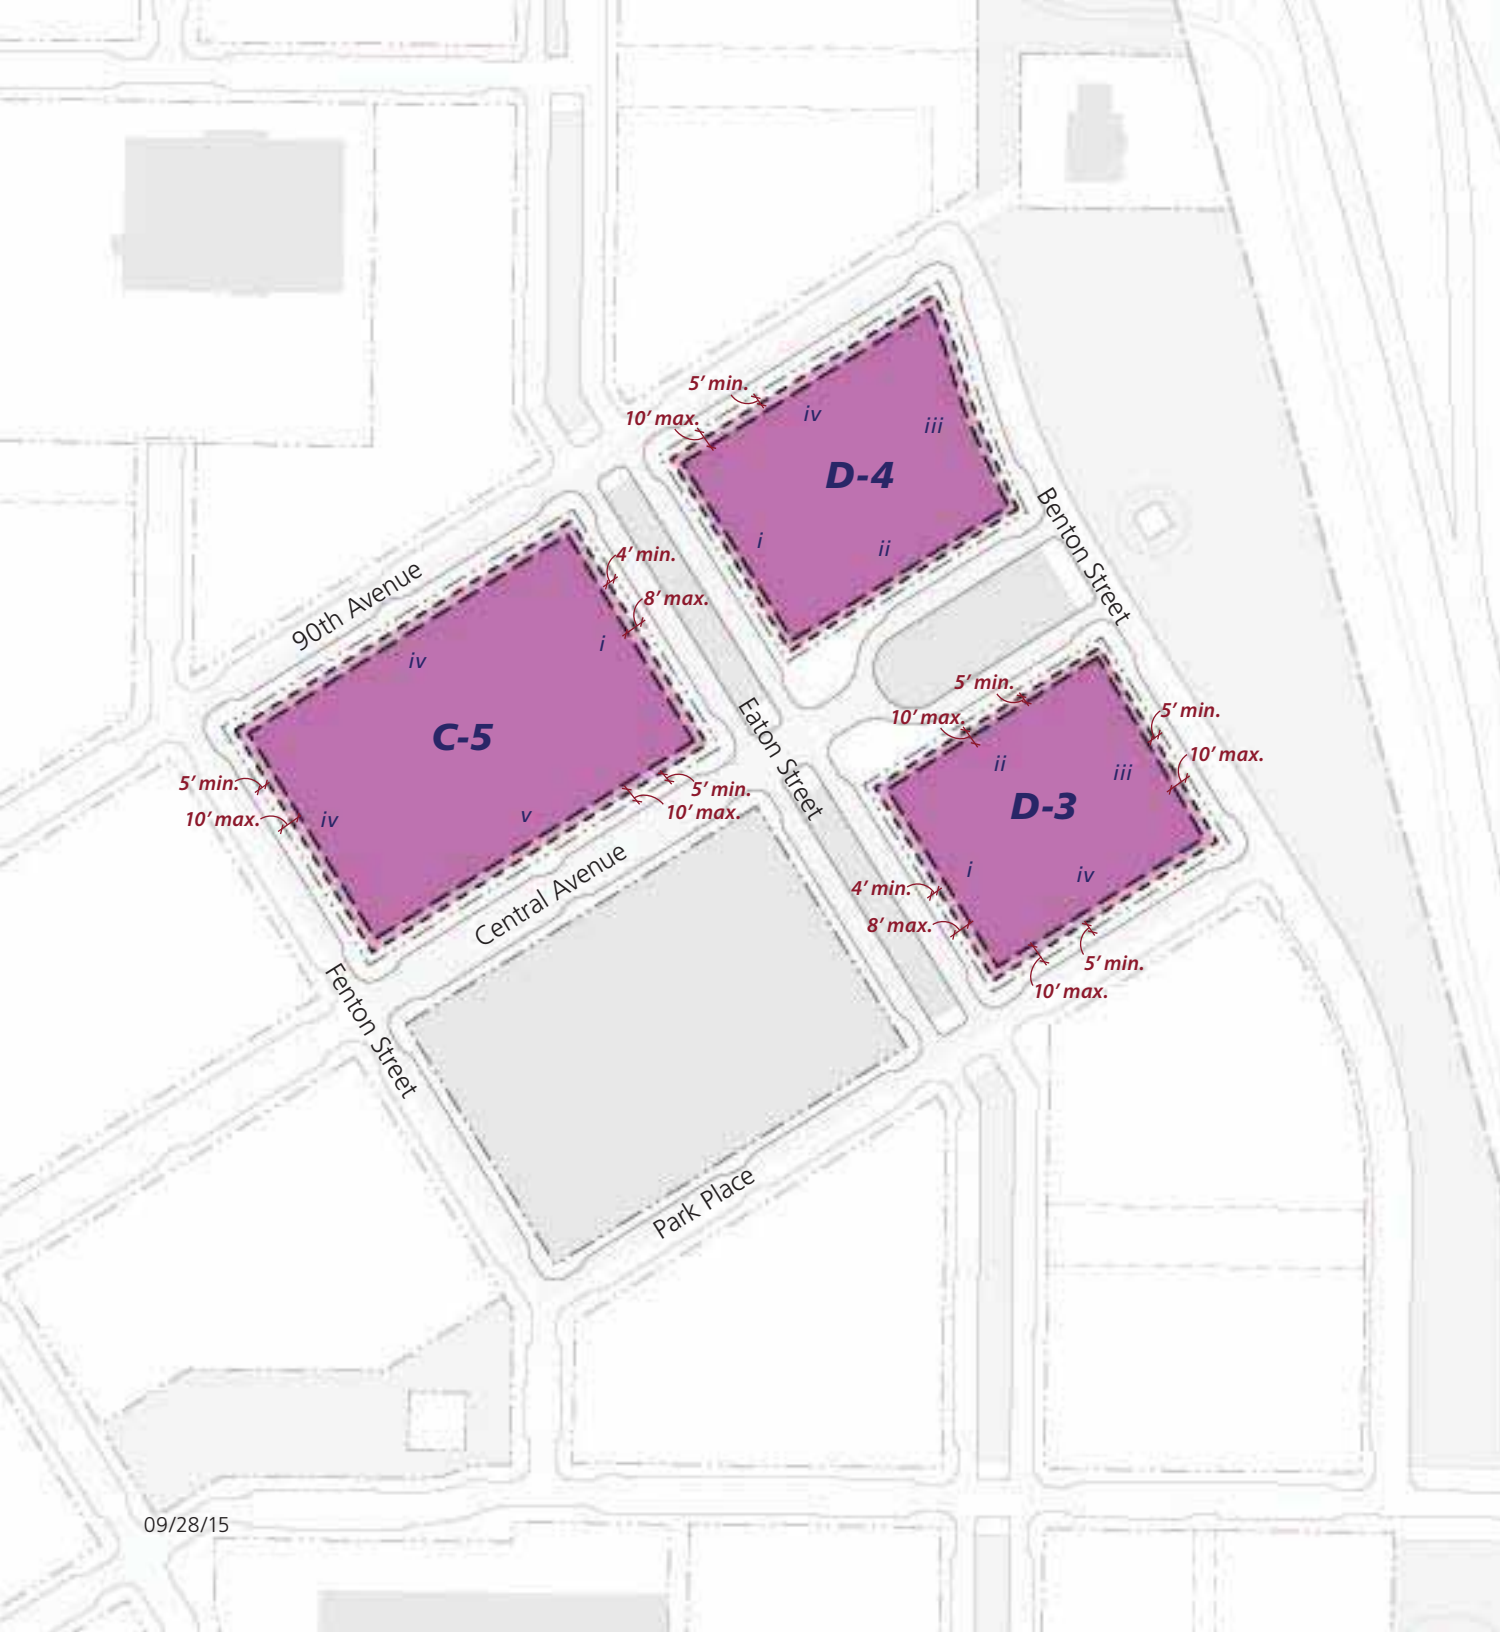 5’ min.
10’ max.
iv
iii
D-4
i
ii
Benton Street
90th Avenue
4’ min.
8’ max.
i
iv
C-5
5’ min.
10’ max.
iv
v
5’ min.
10’ max.
Eaton Street
5’ min.
10’ max.
5’ min.
10’ max.
ii
iii
D-3
i
iv
4’ min.
8’ max.
5’ min.
10’ max.
Central Avenue
Fenton Street
Park Place
09/28/15